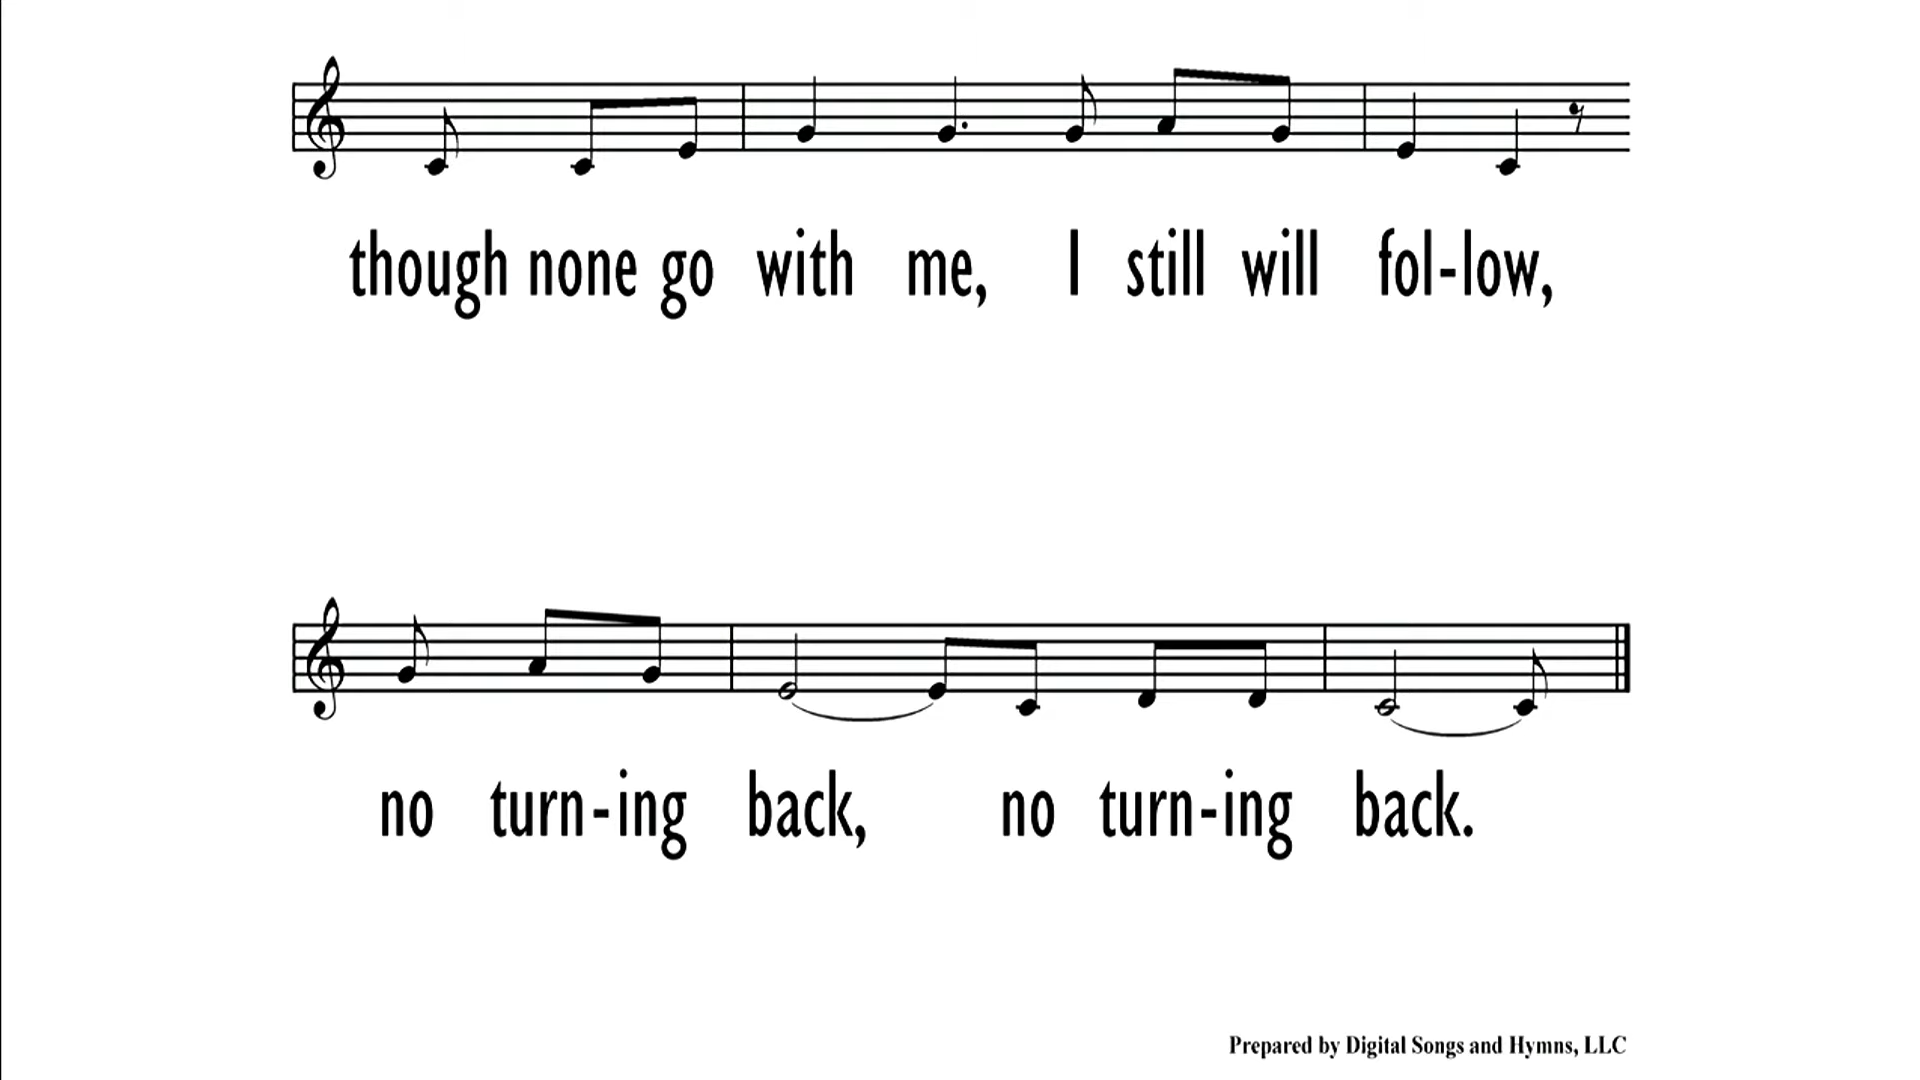 though none go with me, I still will fol-low,
no turn-ing back, no turn-ing back.
Prepared by Digital Songs and Hymns, LLC